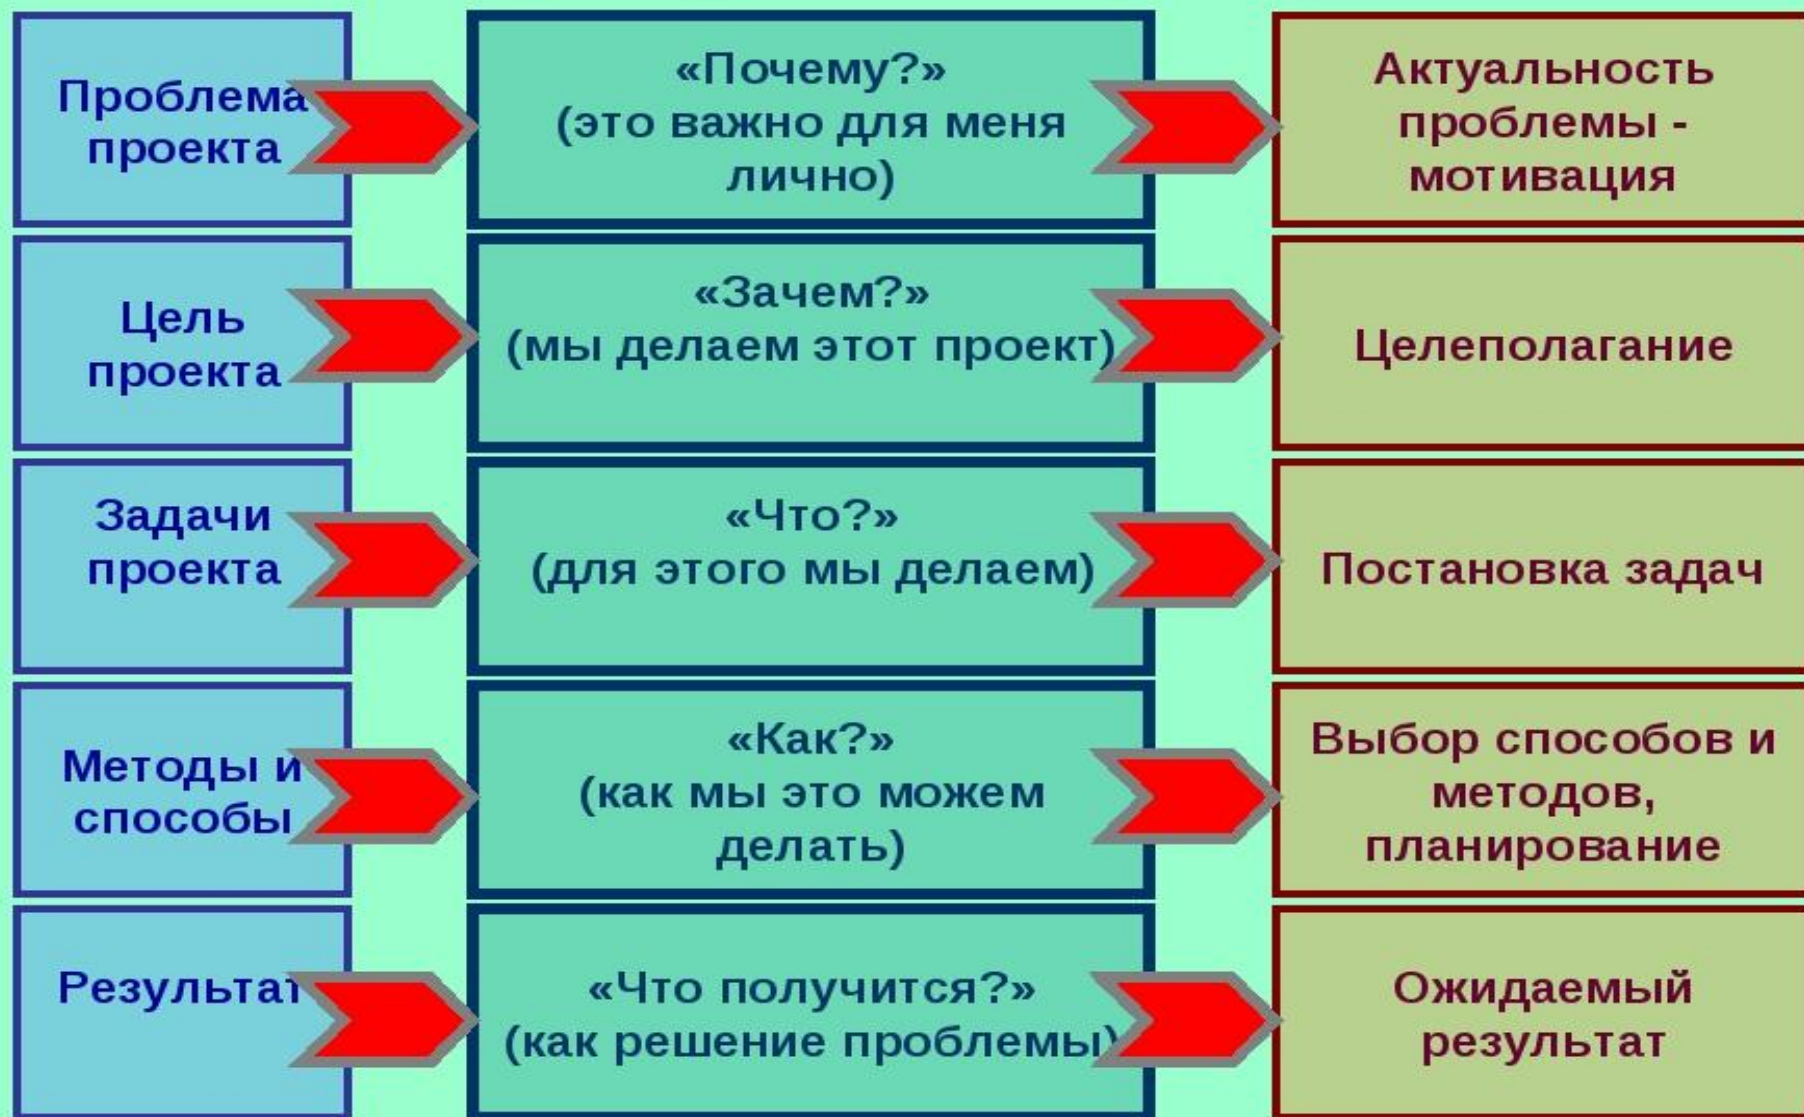 Проблема
проекта
«Почему?»
(это важно для меня
лично)
Актуальность
проблемы -
мотивация
Цель
проекта
«Зачем?»
(мы делаем этот проект)
Целеполагание
Задачи
проекта
«Что?»
(для этого мы делаем)
Постановка задач
Методы и
способы
«Как?»
(как мы это можем
делать)
Выбор способов и
методов,
планирование
Результат
«Что получится?»
(как решение проблемы)
Ожидаемый
результат